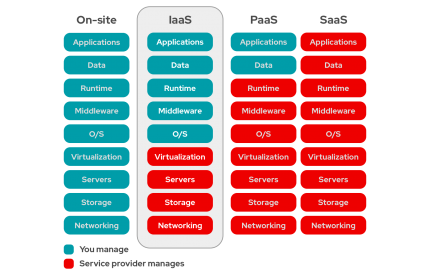 On-site IaaS PaaS SaaS
Applications Applications Applications Applications
Data Data Data Data
Runtime Runtime Runtime Runtime
Middleware Middleware Middleware Middleware
O/S O/S O/S O/S
Virtualization Virtualization Virtualization Virtualization
Servers Servers Servers Servers
Storage Storage Storage Storage
Networking Networking Networking Networking
You manage
Service provider manages